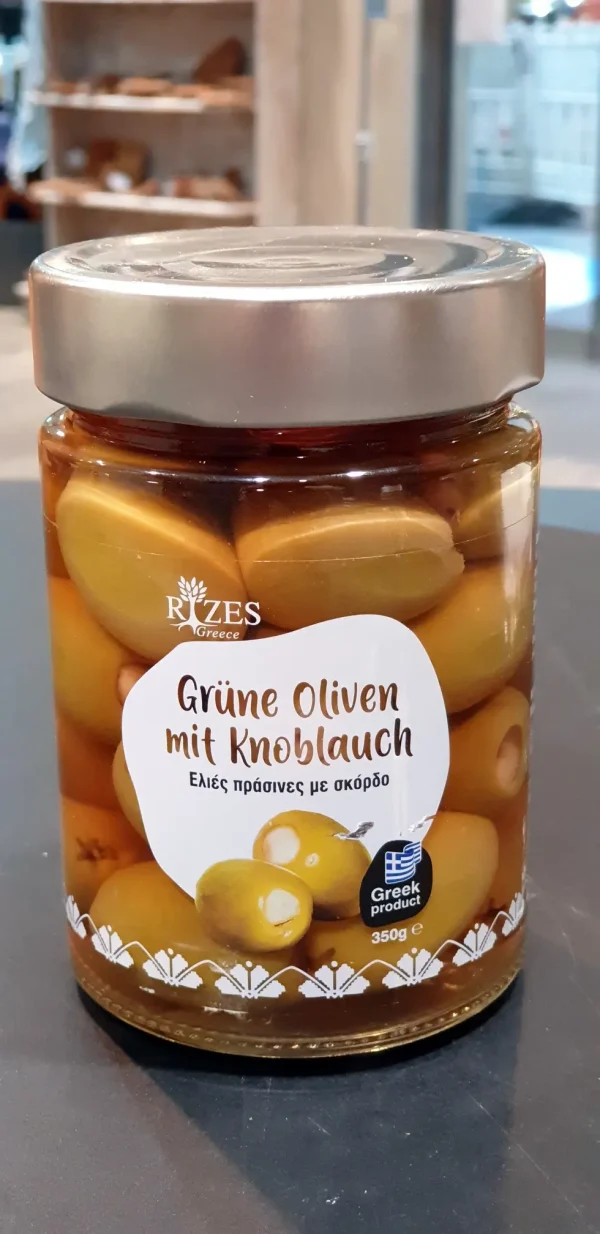 RIZES
Greece
Grüne Oliven
mit Knoblauch
Ελιές πράσινες με σκόρδο
Greek
product
350g ℮